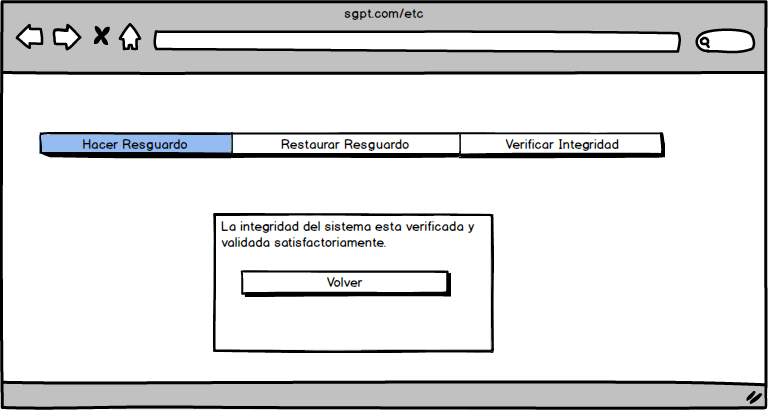 sgpt.com/etc
Hacer Resguardo
Restaurar Resguardo
Verificar Integridad
La integridad del sistema esta verificada y
validada satisfactoriamente.
Volver